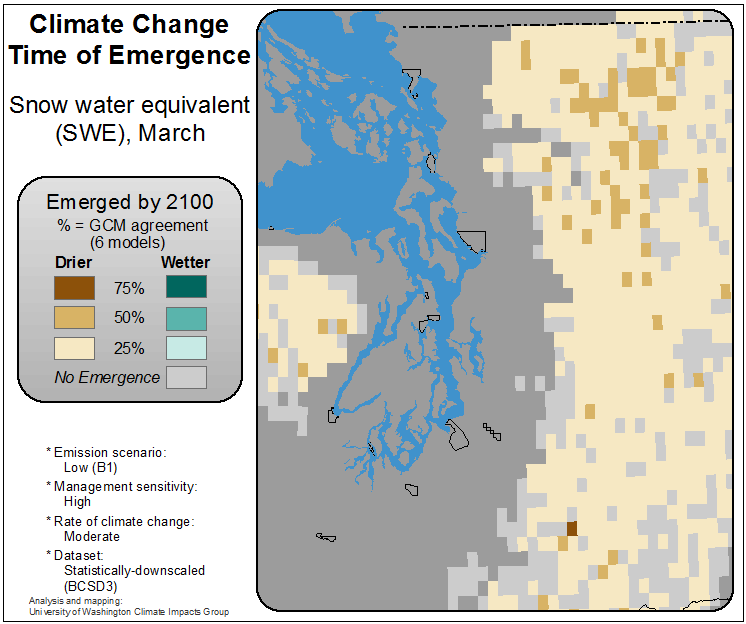 Climate Change
Time of Emergence
Snow water equivalent
(SWE), March
Emerged by 2100
% = GCM agreement
(6 models)
Drier Wetter
75%
50%
25%
No Emergence
* Emission scenario:
Low (B1)
* Management sensitivity:
High
* Rate of climate change:
Moderate
* Dataset:
Statistically-downscaled
(BCSD3)
Analysis and mapping:
University of Washington Climate Impacts Group